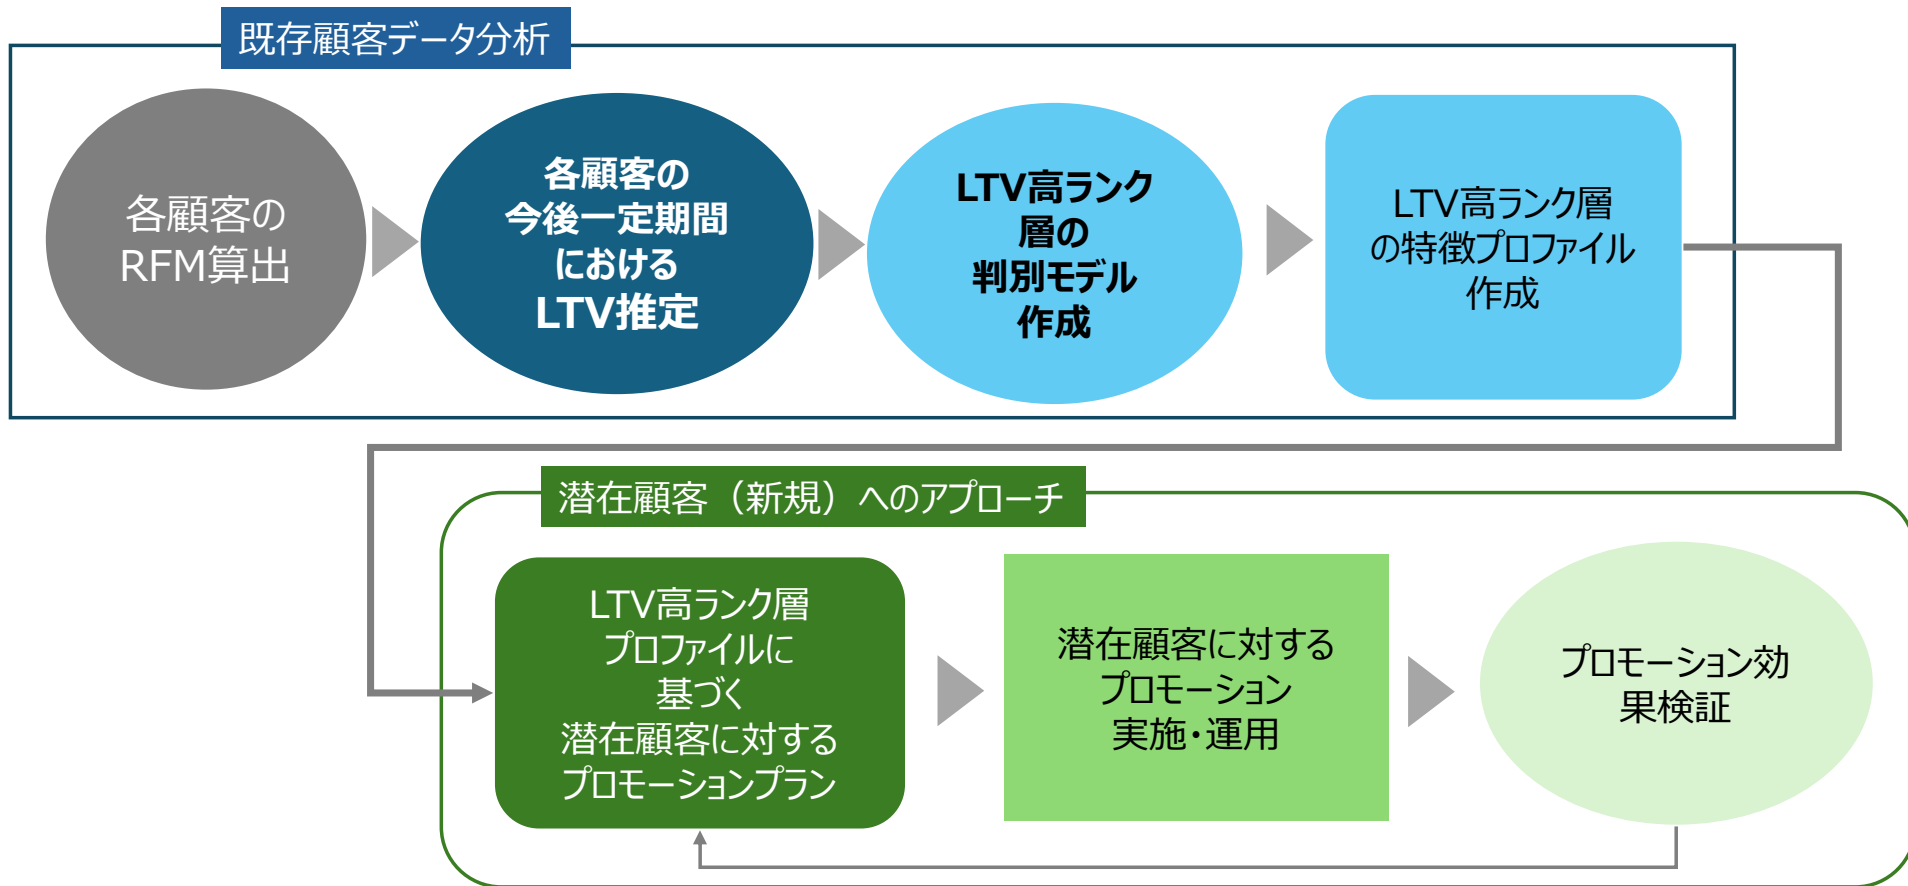 既存顧客データ分析
各顧客の
RFM算出
各顧客の
今後一定期間
における
LTV推定
LTV高ランク
層の
判別モデル
作成
LTV高ランク層
の特徴プロファイル
作成
潜在顧客（新規）へのアプローチ
LTV高ランク層
プロファイルに
基づく
潜在顧客に対する
プロモーションプラン
潜在顧客に対する
プロモーション
実施・運用
プロモーション効
果検証